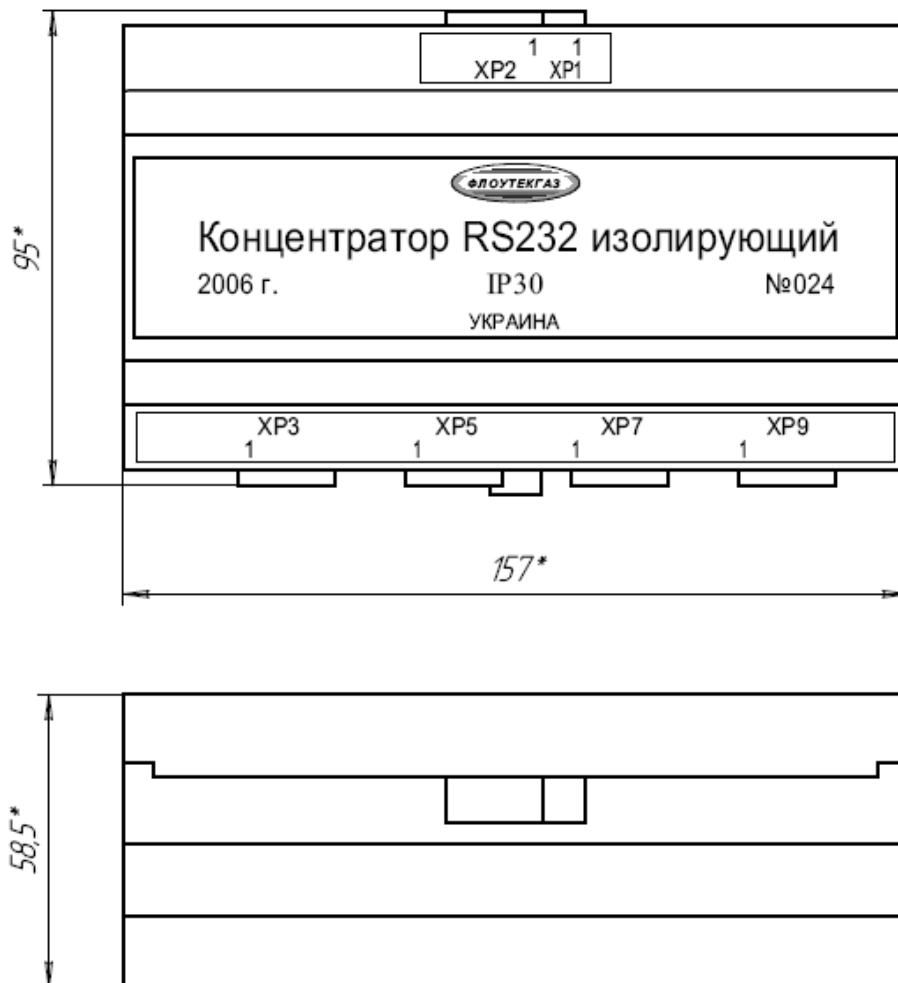 1 1
XP2 XP1
ФЛОУТЕКГАЗ
Концентратор RS232 изолирующий
2006 г. IP30 №024
УКРАИНА
95*
XP3 XP5 XP7 XP9
1 1 1 1
157*
58,5*